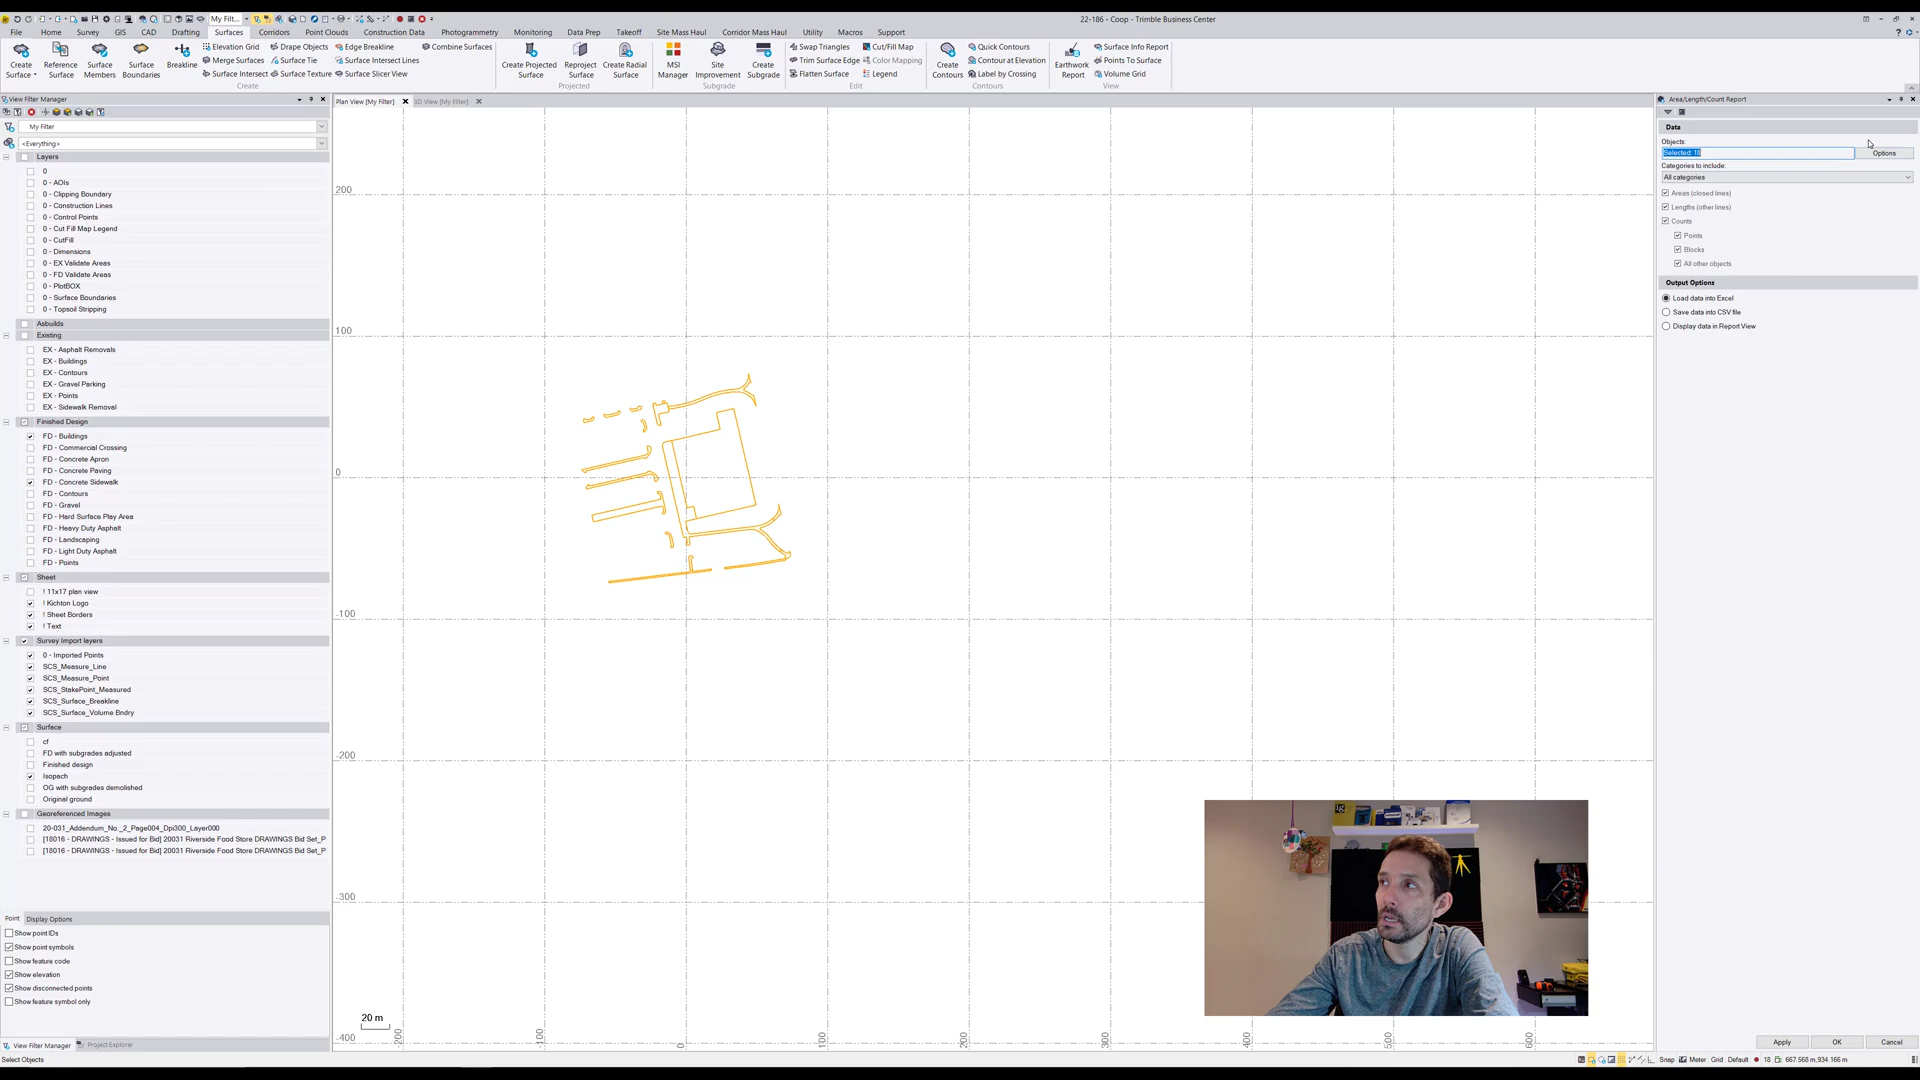 My Filt...
22-186 - Coop - Trimble Business Center
File Home Survey GIS CAD Drafting Surfaces Corridors Point Clouds Construction Data Photogrammetry Monitoring Data Prep Takeoff Site Mass Haul Corridor Mass Haul Utility Macros Support
Create Surface
Reference Surface
Surface Members
Surface Boundaries
Breakline
Elevation Grid
Merge Surfaces
Surface Intersect
Drape Objects
Surface Tie
Surface Texture
Edge Breakline
Surface Intersect Lines
Surface Slicer View
Combine Surfaces
Create
Create Projected Surface
Reproject Surface
Create Radial Surface
Projected
MSI Manager
Site Improvement
Create Subgrade
Subgrade
Swap Triangles
Trim Surface Edge
Flatten Surface
Cut/Fill Map
Color Mapping
Legend
Edit
Create Contours
Quick Contours
Contour at Elevation
Label by Crossing
Contours
Earthwork Report
Surface Info Report
Points To Surface
Volume Grid
View
View Filter Manager
My Filter
<Everything>
Layers
0
0 - AOIs
0 - Clipping Boundary
0 - Construction Lines
0 - Control Points
0 - Cut Fill Map Legend
0 - CutFill
0 - Dimensions
0 - EX Validate Areas
0 - FD Validate Areas
0 - PlotBOX
0 - Surface Boundaries
0 - Topsoil Stripping
Asbuilds
Existing
EX - Asphalt Removals
EX - Buildings
EX - Contours
EX - Gravel Parking
EX - Points
EX - Sidewalk Removal
Finished Design
FD - Buildings
FD - Commercial Crossing
FD - Concrete Apron
FD - Concrete Paving
FD - Concrete Sidewalk
FD - Contours
FD - Gravel
FD - Hard Surface Play Area
FD - Heavy Duty Asphalt
FD - Landscaping
FD - Light Duty Asphalt
FD - Points
Sheet
! 11x17 plan view
! Kichton Logo
! Sheet Borders
! Text
Survey Import layers
0 - Imported Points
SCS_Measure_Line
SCS_Measure_Point
SCS_StakePoint_Measured
SCS_Surface_Breakline
SCS_Surface_Volume Bndry
Surface
cf
FD with subgrades adjusted
Finished design
Isopach
OG with subgrades demolished
Original ground
Georeferenced Images
20-031_Addendum_No._2_Page004_Dpi300_Layer000
[18016 - DRAWINGS - Issued for Bid] 20031 Riverside Food Store DRAWINGS Bid Set_P
[18016 - DRAWINGS - Issued for Bid] 20031 Riverside Food Store DRAWINGS Bid Set_P
Point Display Options
Show point IDs
Show point symbols
Show feature code
Show elevation
Show disconnected points
Show feature symbol only
View Filter Manager Project Explorer
Select Objects
Plan View [My Filter] 3D View [My Filter]
200
100
0
-100
-200
-300
-400
20 m
0 100 200 300 400 500 600
Area/Length/Count Report
Data
Objects:
Selected: 18
Options
Categories to include:
All categories
Areas (closed lines)
Lengths (other lines)
Counts
Points
Blocks
All other objects
Output Options
Load data into Excel
Save data into CSV file
Display data in Report View
Apply OK Cancel
Snap Meter Grid Default 18 667.568 m,934.166 m